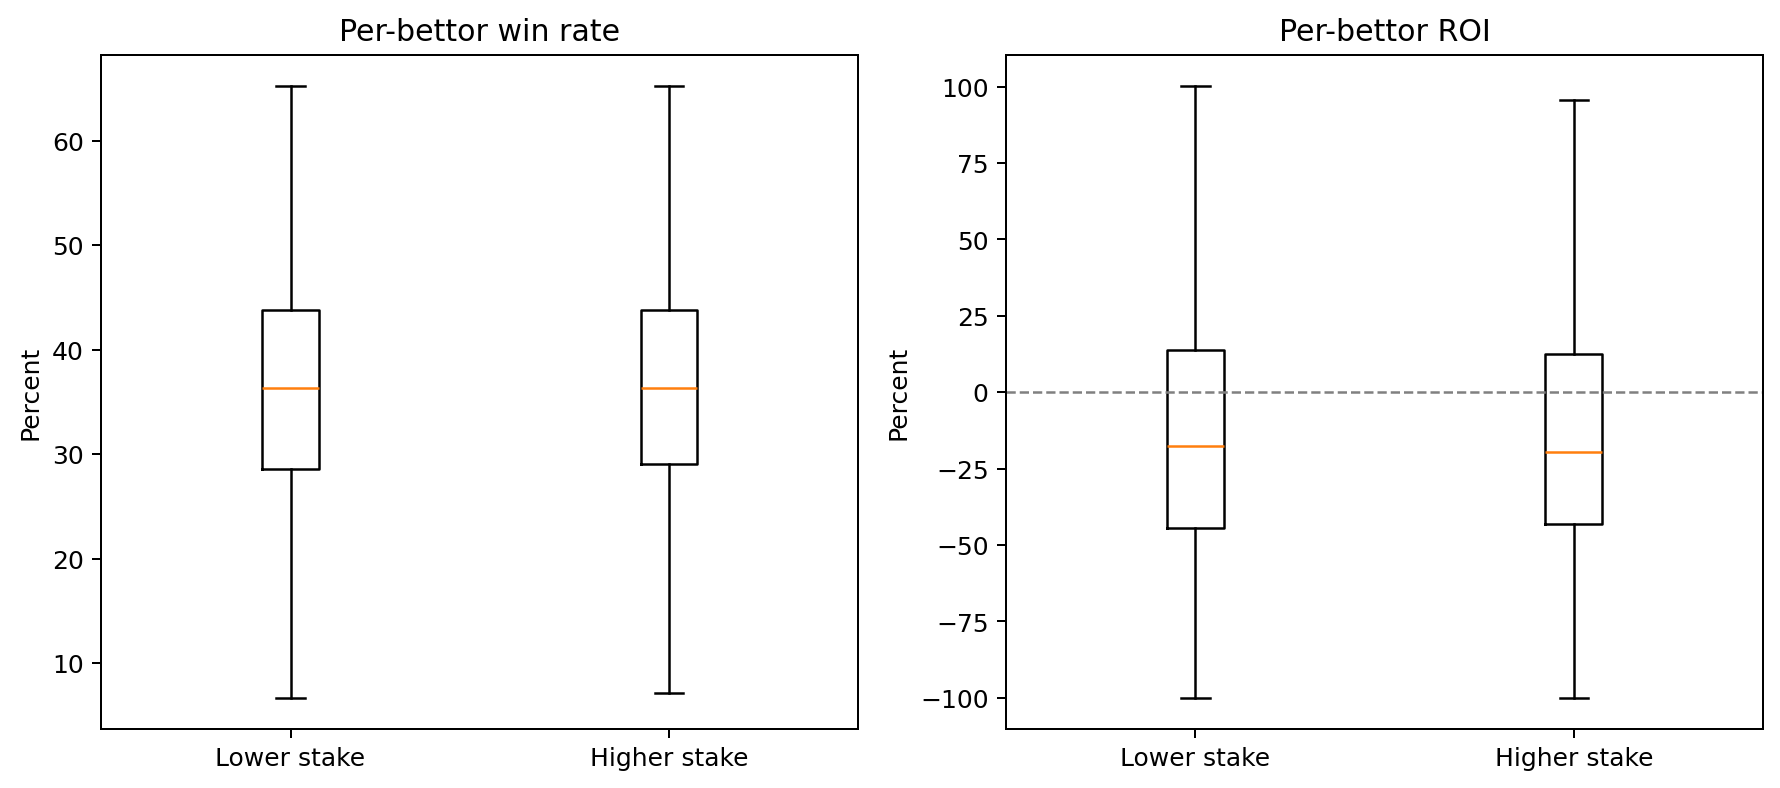 Per-bettor win rate
Percent
60
50
40
30
20
10
Lower stake
Higher stake
Per-bettor ROI
Percent
100
75
50
25
0
−25
−50
−75
−100
Lower stake
Higher stake